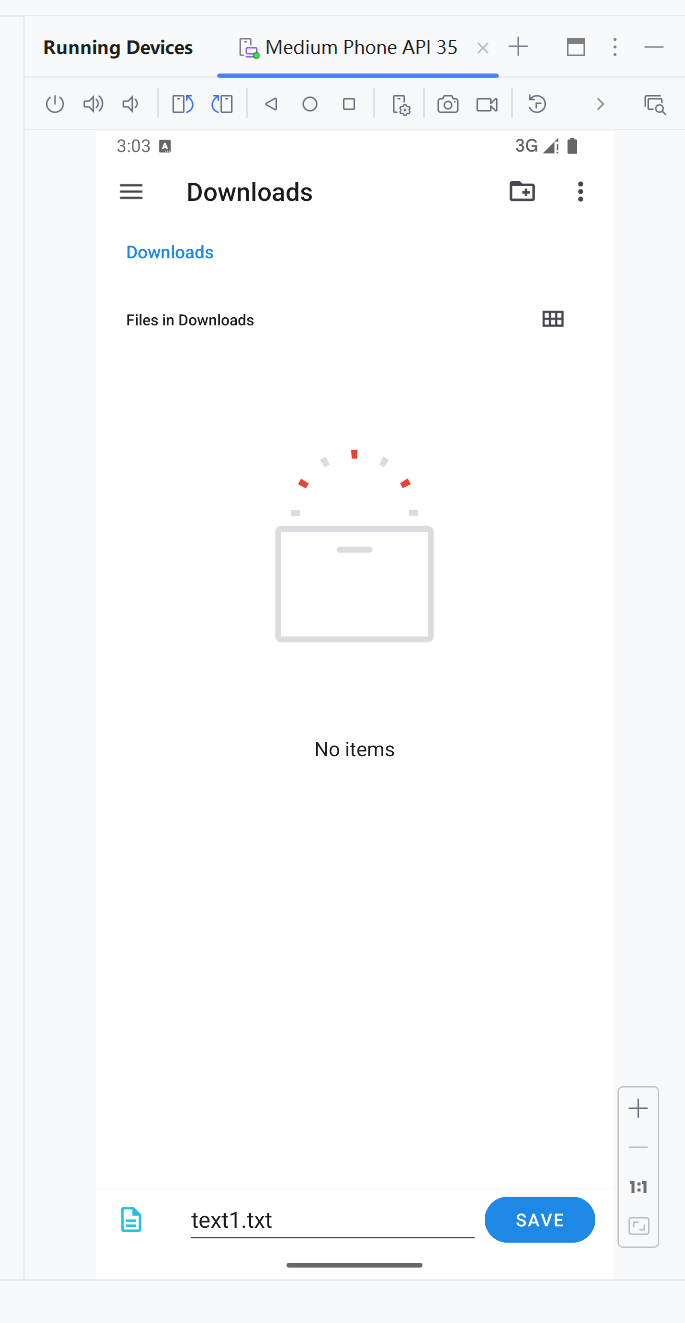 Running Devices
Medium Phone API 35
3:03 A
3G
Downloads
Downloads
Files in Downloads
No items
1:1
text1.txt
SAVE